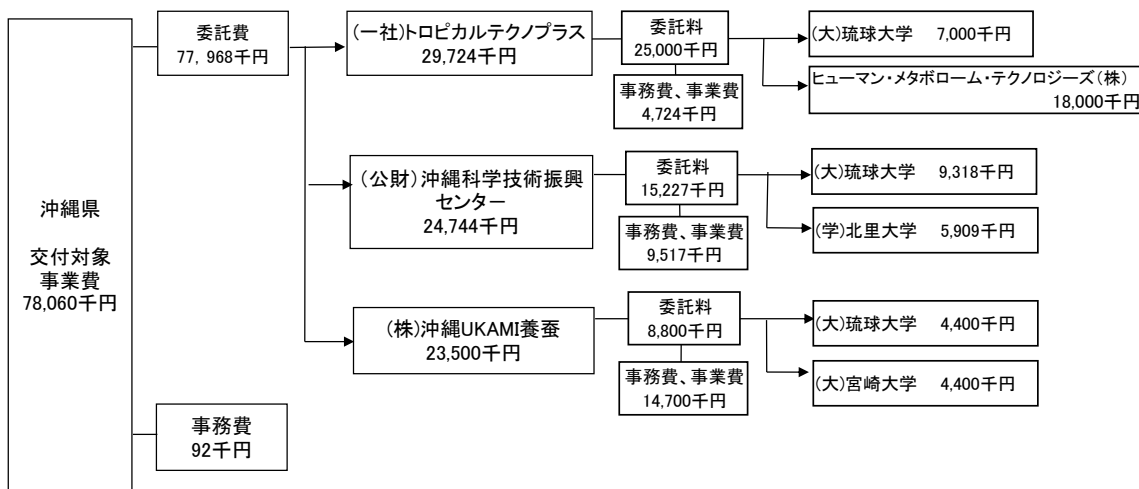 沖縄県
交付対象
事業費
78,060千円
委託費
77，968千円
事務費
92千円
(一社)トロピカルテクノプラス
29,724千円
委託料
25,000千円
事務費、事業費
4,724千円
(大)琉球大学 7,000千円
ヒューマン・メタボローム・テクノロジーズ(株)
18,000千円
(公財)沖縄科学技術振興
センター
24,744千円
委託料
15,227千円
事務費、事業費
9,517千円
(大)琉球大学 9,318千円
(学)北里大学 5,909千円
(株)沖縄UKAMI養蚕
23,500千円
委託料
8,800千円
事務費、事業費
14,700千円
(大)琉球大学 4,400千円
(大)宮崎大学 4,400千円